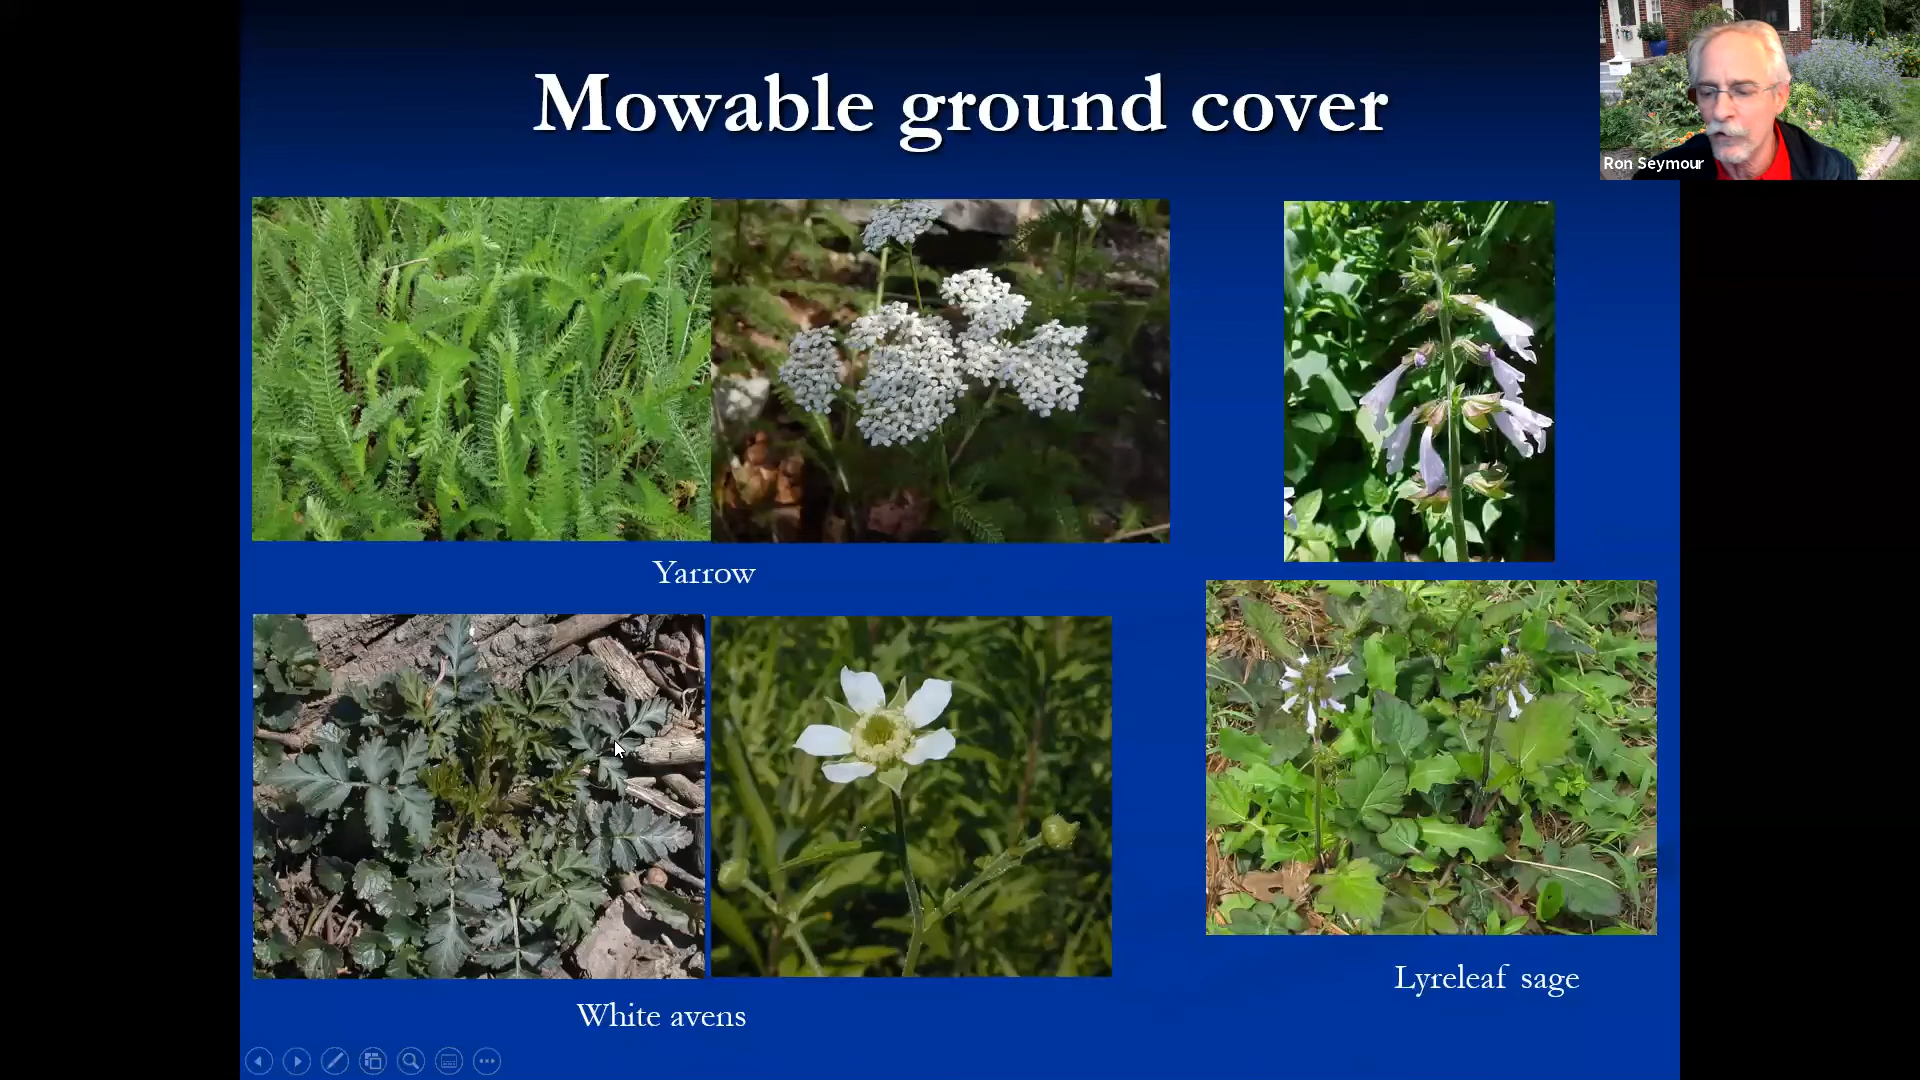 Mowable ground cover
Ron Seymour
Yarrow
White avens
Lyreleaf sage